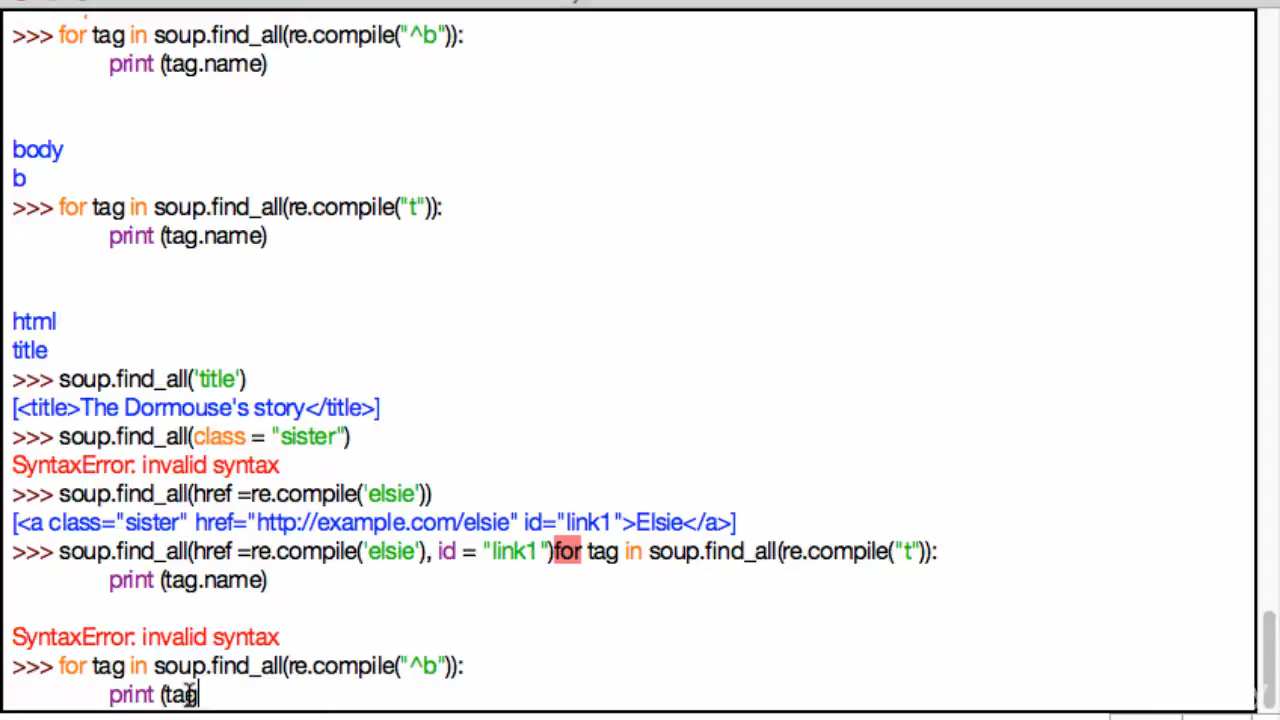 >>> for tag in soup.find_all(re.compile("^b")):
print (tag.name)
body
b
>>> for tag in soup.find_all(re.compile("t")):
print (tag.name)
html
title
>>> soup.find_all('title')
[<title>The Dormouse's story</title>]
>>> soup.find_all(class = "sister")
SyntaxError: invalid syntax
>>> soup.find_all(href =re.compile('elsie'))
[<a class="sister" href="http://example.com/elsie" id="link1">Elsie</a>]
>>> soup.find_all(href =re.compile('elsie'), id = "link1")for tag in soup.find_all(re.compile("t")):
print (tag.name)
SyntaxError: invalid syntax
>>> for tag in soup.find_all(re.compile("^b")):
print (tag